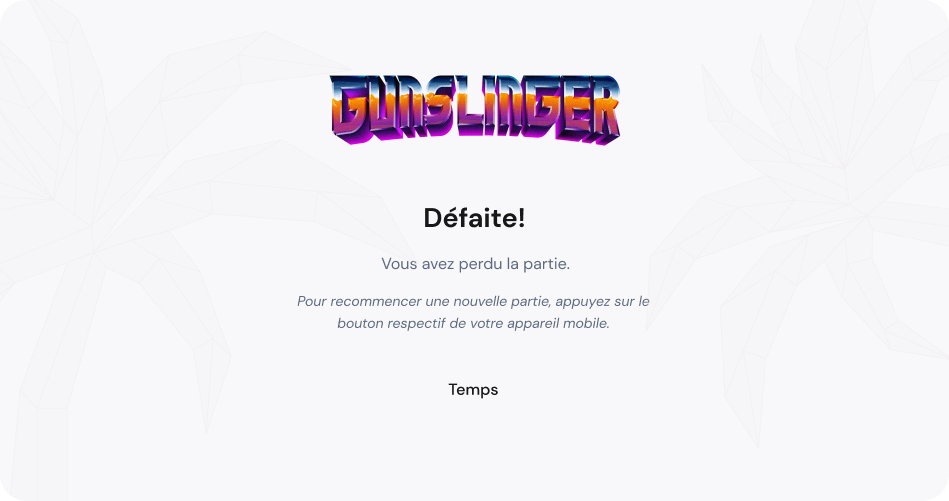 GUNSLINGER
Défaite!
Vous avez perdu la partie.
Pour recommencer une nouvelle partie, appuyez sur le
bouton respectif de votre appareil mobile.
Temps